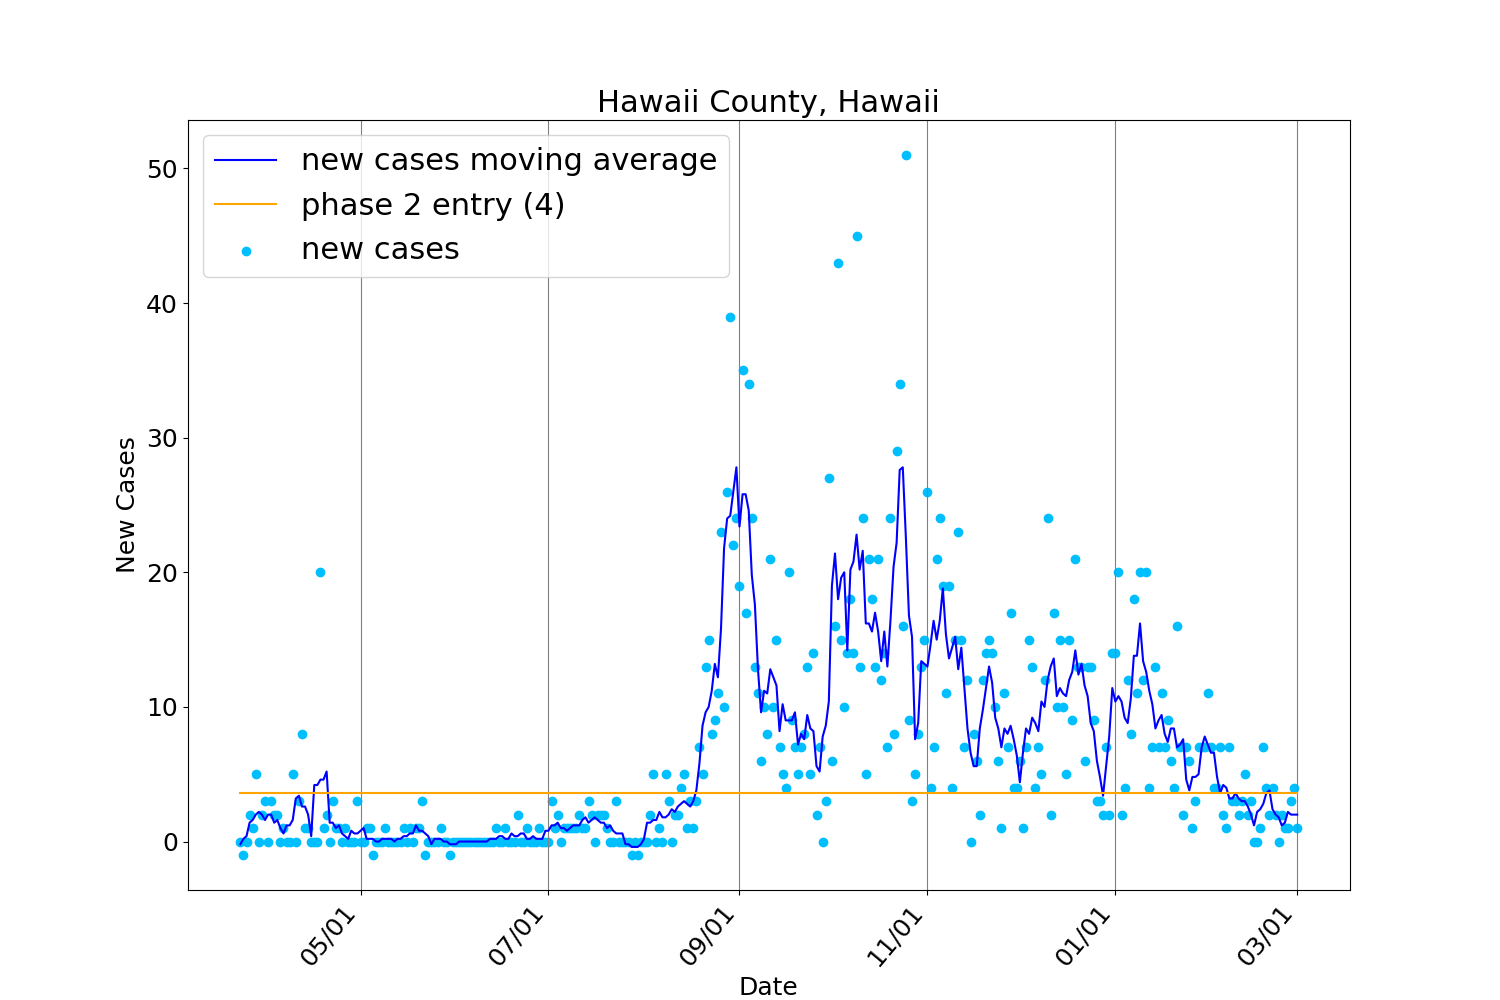 Hawaii County, Hawaii
new cases moving average
phase 2 entry (4)
new cases
50
40
30
20
10
0
New Cases
05/01
07/01
09/01
11/01
01/01
03/01
Date